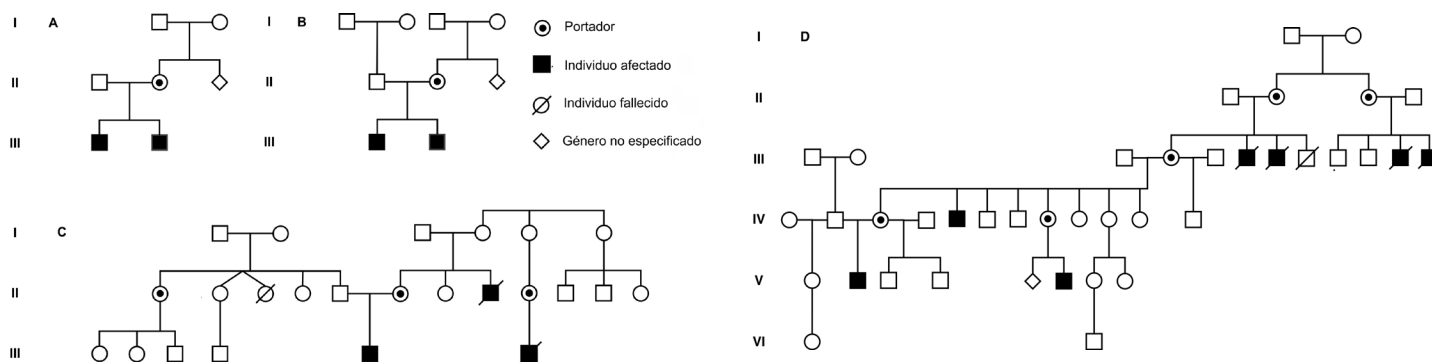 I A
II
III
I B
II
III
Portador
Individuo afectado
Individuo fallecido
Género no especificado
I C
II
III
I D
II
III
IV
V
VI